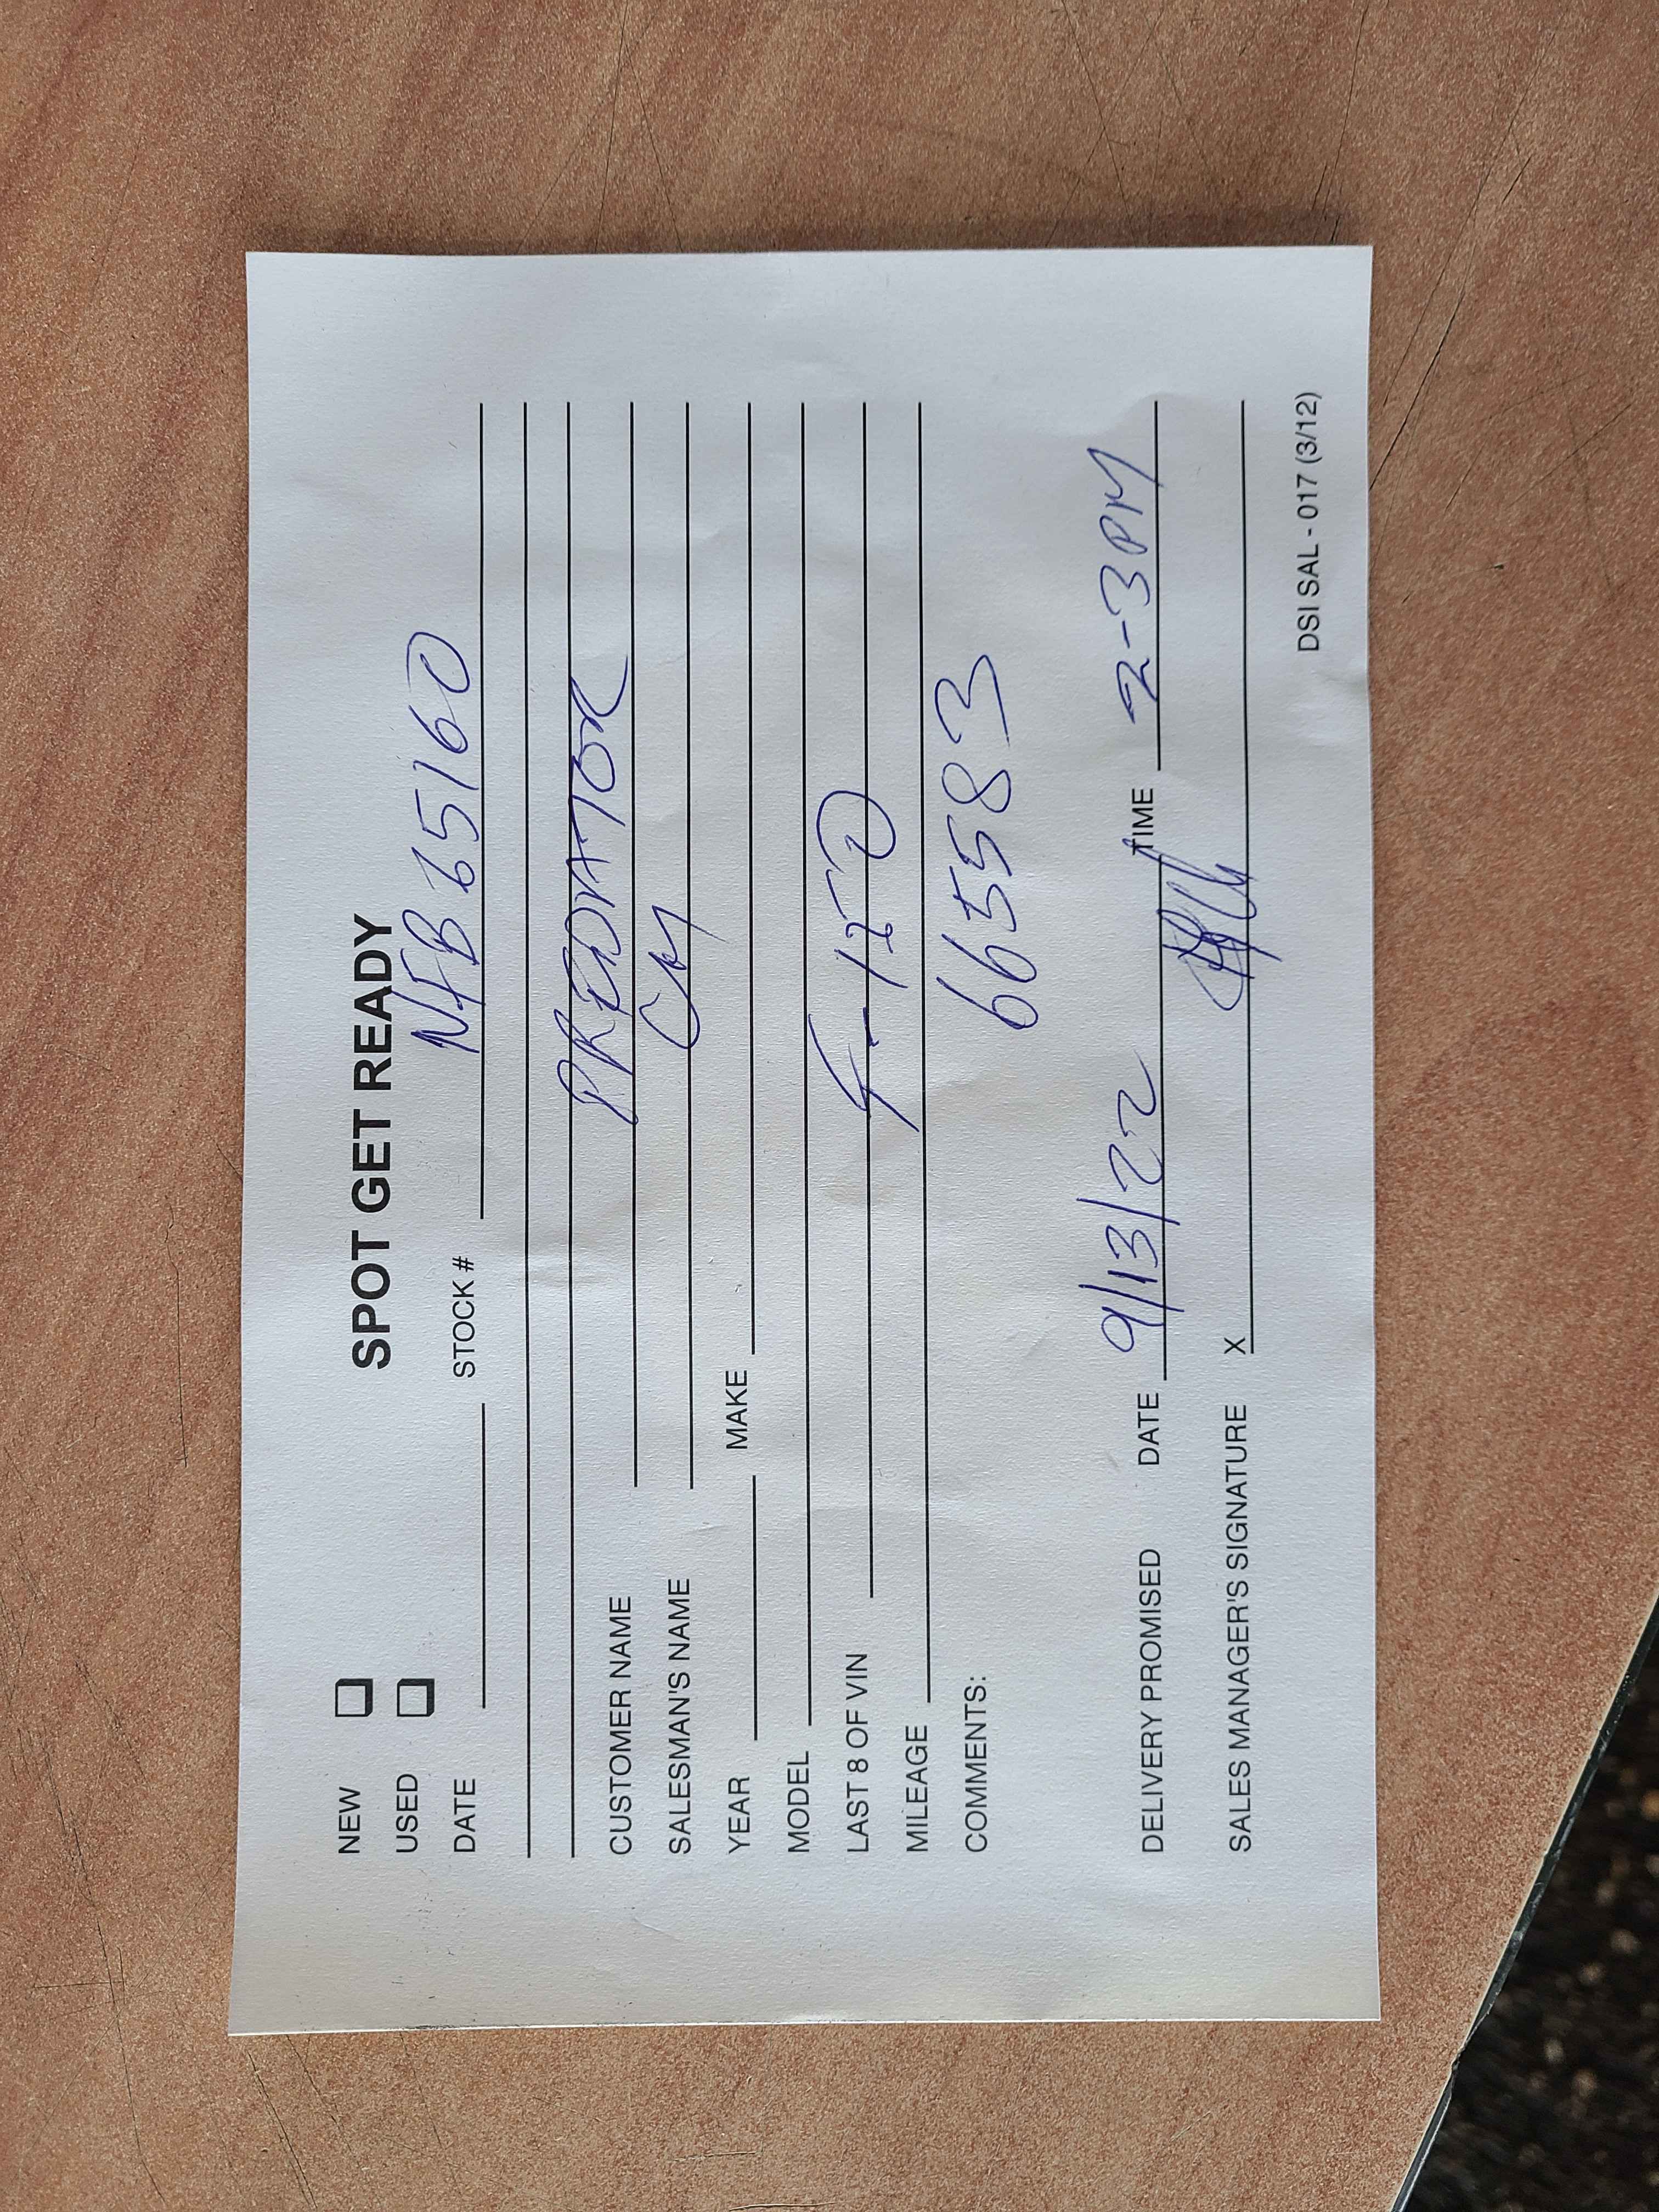 SPOT GET READY
NEW
USED
DATE STOCK # NFB65160
CUSTOMER NAME PREDATOR
SALESMAN'S NAME CM
YEAR MAKE
MODEL
LAST 8 OF VIN F-150
MILEAGE
COMMENTS: 665583
DELIVERY PROMISED DATE 9/13/22 TIME 2-3PM
SALES MANAGER'S SIGNATURE X
DSI SAL - 017 (3/12)